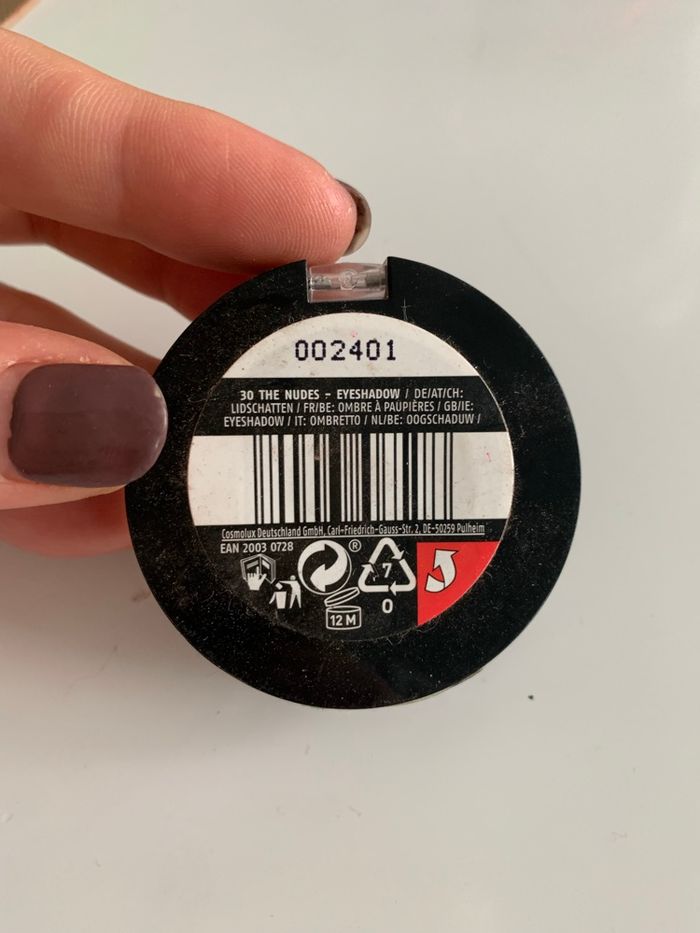 002401
30 THE NUDES - EYESHADOW / DE/AT/CH:
LIDSCHATTEN / FR/BE: OMBRE À PAUPIÈRES / GB/IE:
EYESHADOW / IT: OMBRETTO / NL/BE: OOGSCHADUW /
Cosmolux Deutschland GmbH, Carl-Friedrich-Gauss-Str. 2, DE-50259 Pulheim
EAN 2003 0728
®
7
0
12 M